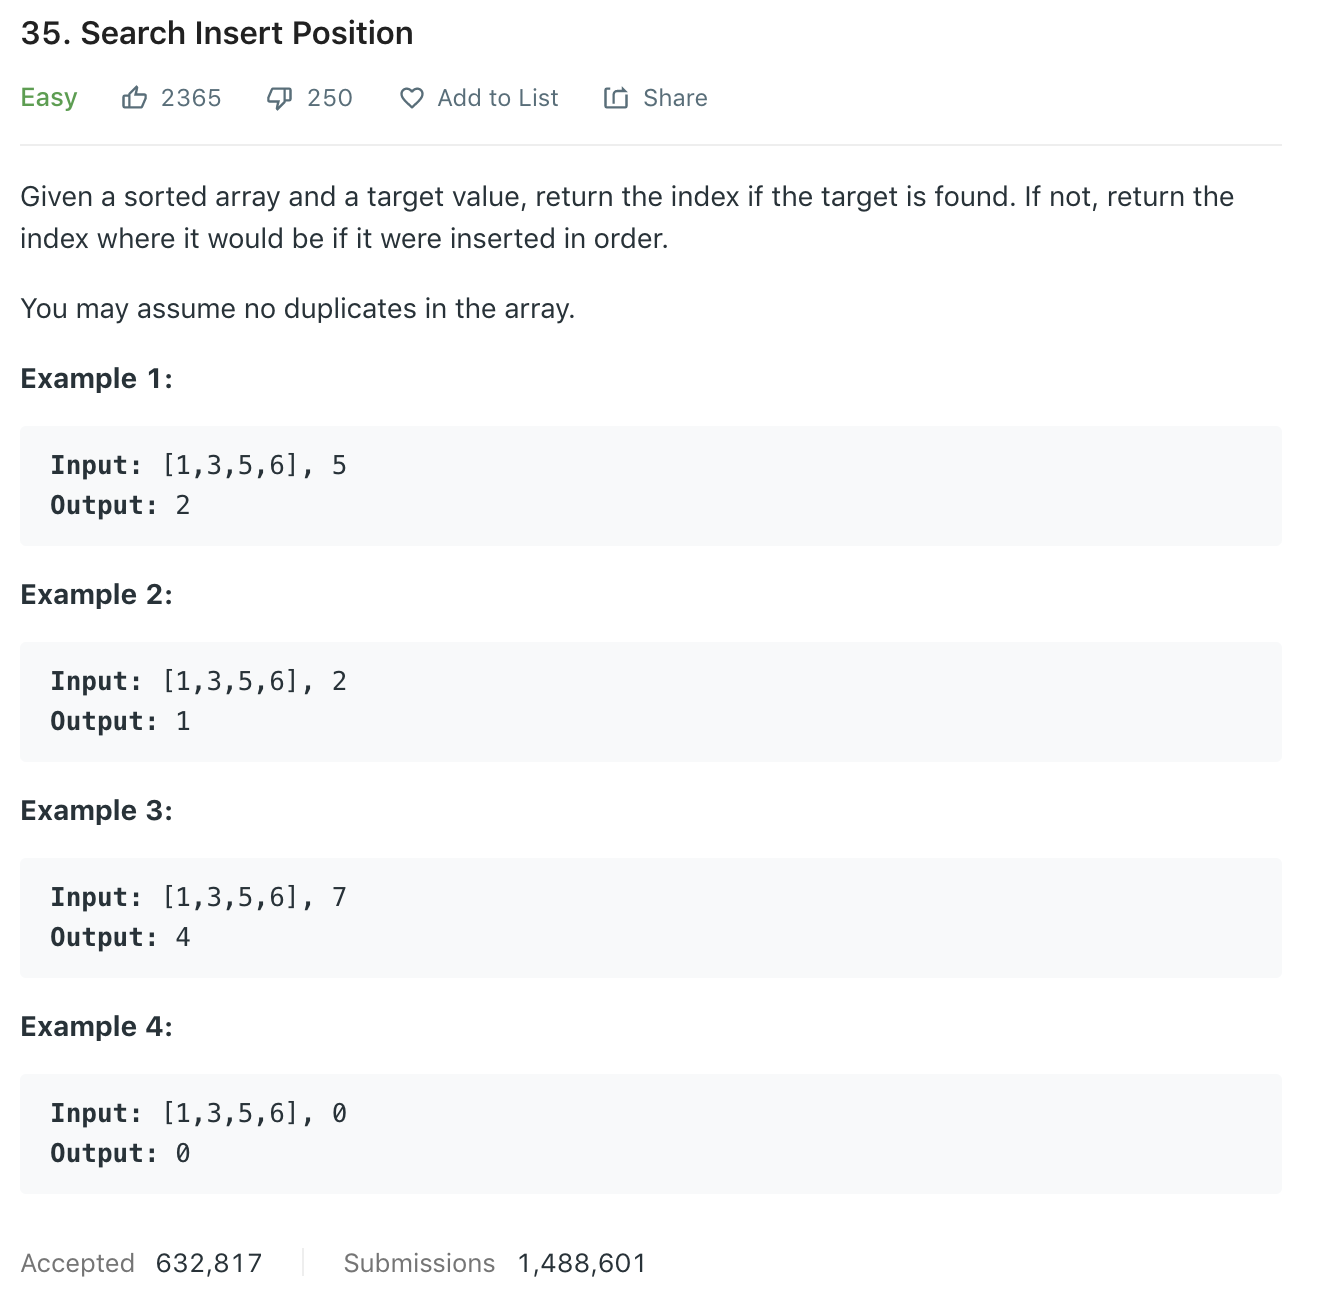 35. Search Insert Position
Easy 2365 250 Add to List Share
Given a sorted array and a target value, return the index if the target is found. If not, return the
index where it would be if it were inserted in order.
You may assume no duplicates in the array.
Example 1:
Input: [1,3,5,6], 5
Output: 2
Example 2:
Input: [1,3,5,6], 2
Output: 1
Example 3:
Input: [1,3,5,6], 7
Output: 4
Example 4:
Input: [1,3,5,6], 0
Output: 0
Accepted 632,817 Submissions 1,488,601